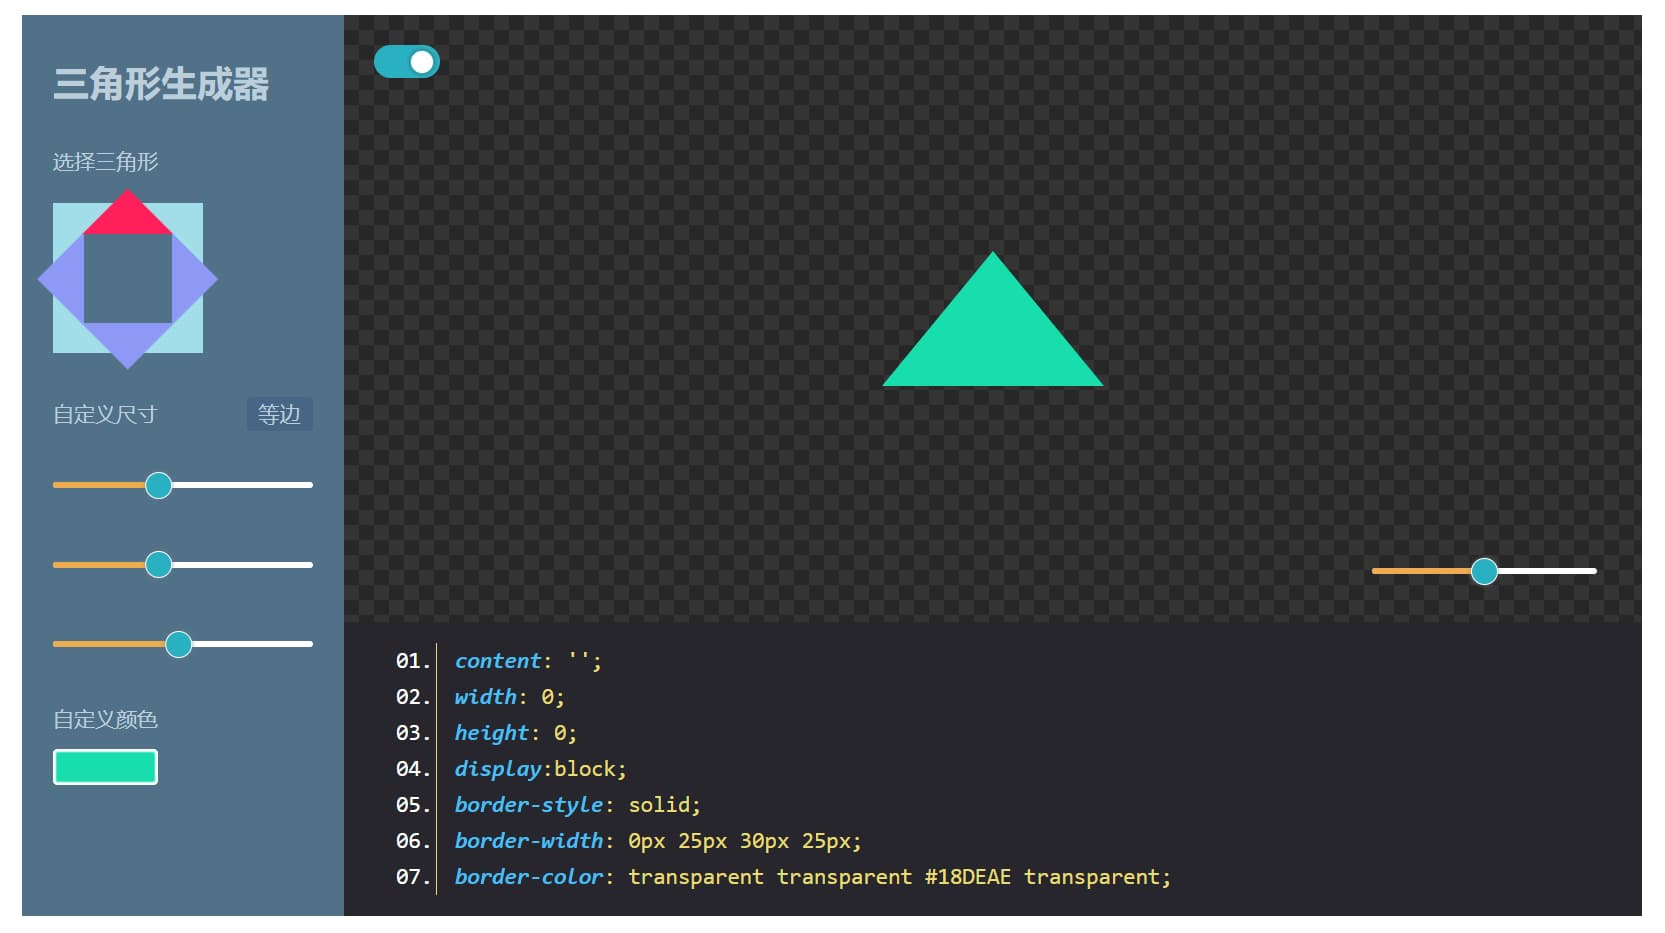 三角形生成器
选择三角形
自定义尺寸 等边
自定义颜色
01. content: '';
02. width: 0;
03. height: 0;
04. display:block;
05. border-style: solid;
06. border-width: 0px 25px 30px 25px;
07. border-color: transparent transparent #18DEAE transparent;